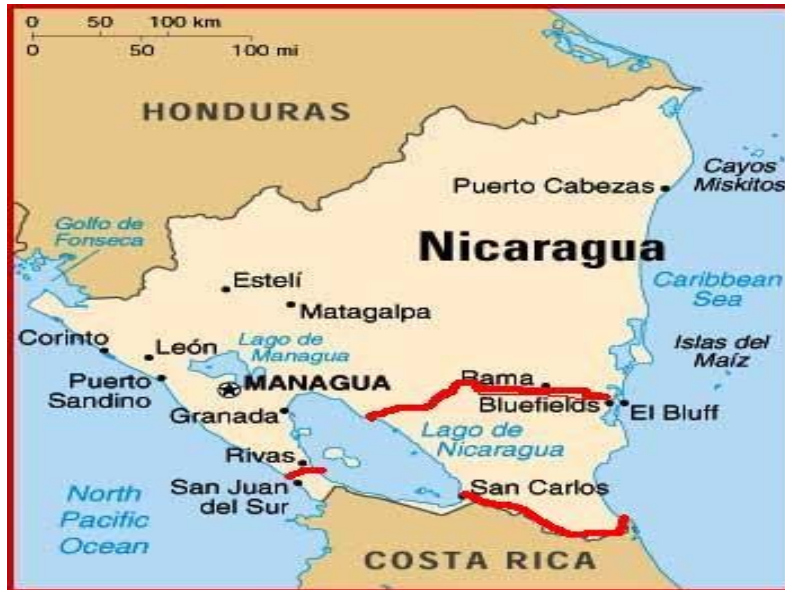 0 50 100 km
0 50 100 mi
HONDURAS
Puerto Cabezas
Cayos
Miskitos
Golfo de
Fonseca
Nicaragua
Estelí
Matagalpa
Caribbean
Sea
Corinto
León
Lago de
Managua
Islas del
Maíz
Puerto
Sandino
MANAGUA
Rama
Granada
Bluefields
El Bluff
Lago de
Nicaragua
Rivas
San Juan
del Sur
San Carlos
North
Pacific
Ocean
COSTA RICA